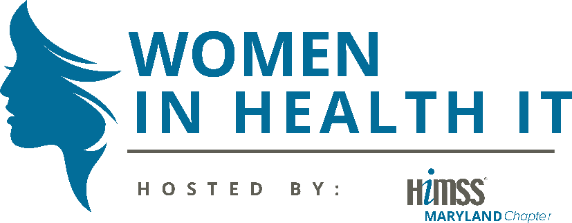 WOMEN
IN HEALTH IT
HOSTED BY:
HiMSS®
MARYLAND Chapter